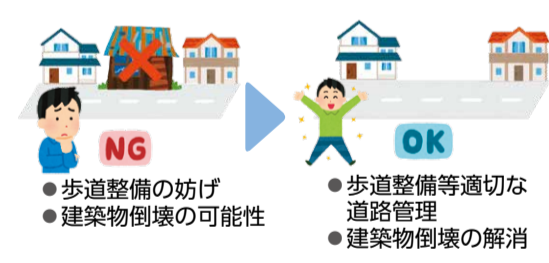 NG
●歩道整備の妨げ
●建築物倒壊の可能性
OK
●歩道整備等適切な
道路管理
●建築物倒壊の解消